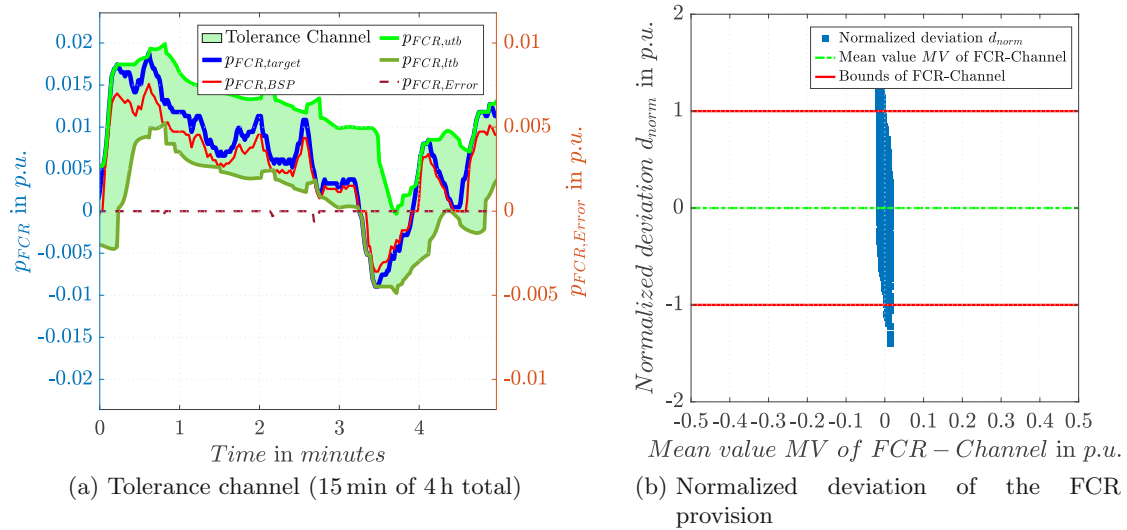 Tolerance Channel
p_FCR,target
p_FCR,BSP
p_FCR,utb
p_FCR,ltb
p_FCR,Error
0.02
0.015
0.01
0.005
0
-0.005
-0.01
-0.015
-0.02
p_FCR in p.u.
0.01
0.005
0
-0.005
-0.01
p_FCR,Error in p.u.
0 1 2 3 4
Time in minutes
(a) Tolerance channel (15 min of 4 h total)
Normalized deviation d_norm
Mean value MV of FCR-Channel
Bounds of FCR-Channel
2
1
0
-1
-2
Normalized deviation d_norm in p.u.
-0.5 -0.4 -0.3 -0.2 -0.1 0 0.1 0.2 0.3 0.4 0.5
Mean value MV of FCR − Channel in p.u.
(b) Normalized deviation of the FCR
provision